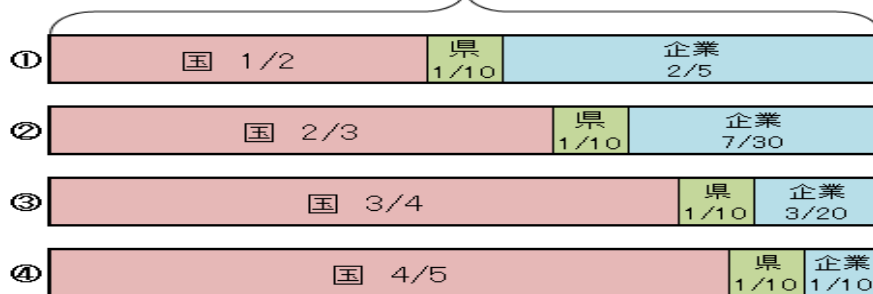 ① 国 1/2 県 1/10 企業 2/5
② 国 2/3 県 1/10 企業 7/30
③ 国 3/4 県 1/10 企業 3/20
④ 国 4/5 県 1/10 企業 1/10